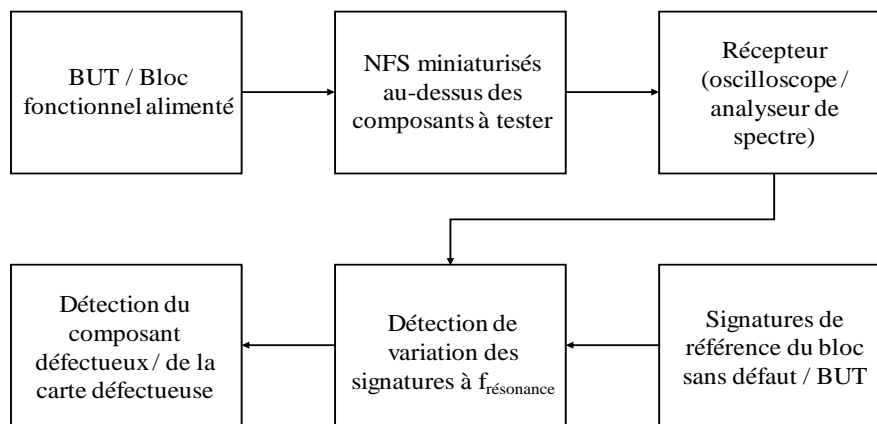 BUT / Bloc
fonctionnel alimenté
NFS miniaturisés
au-dessus des
composants à tester
Récepteur
(oscilloscope /
analyseur de
spectre)
Détection du
composant
défectueux / de la
carte défectueuse
Détection de
variation des
signatures à frésonance
Signatures de
référence du bloc
sans défaut / BUT